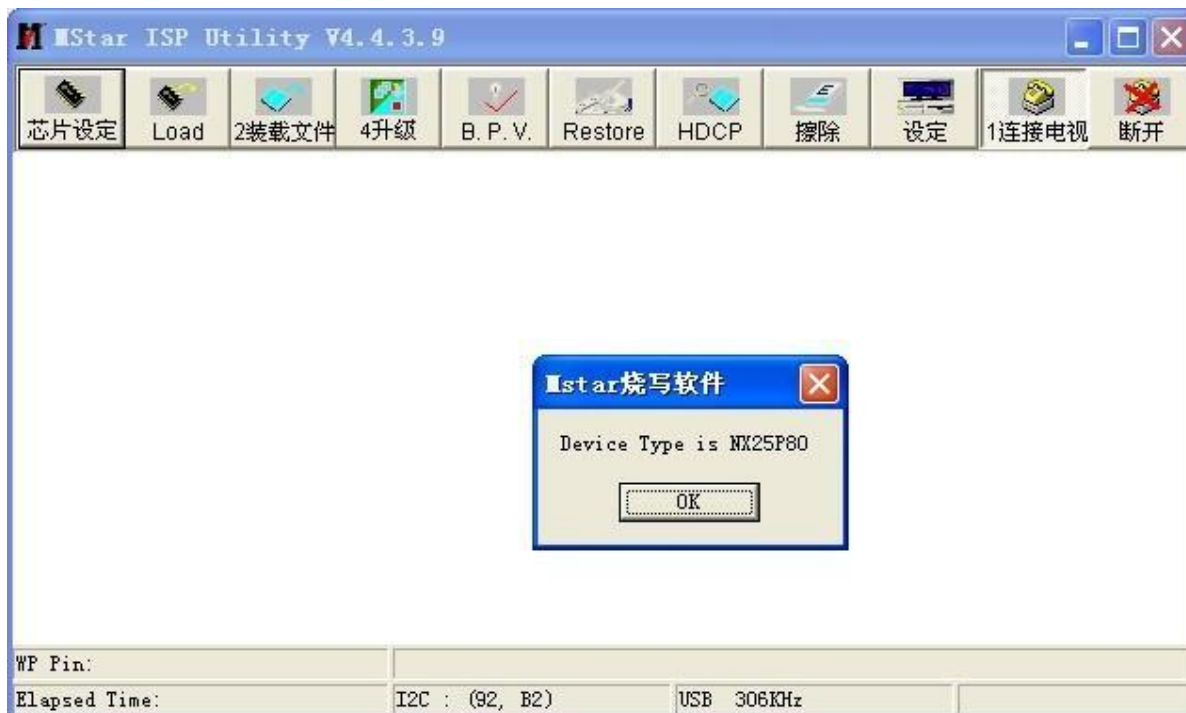 MStar ISP Utility V4.4.3.9
芯片设定 Load 2装载文件 4升级 B.P.V. Restore HDCP 擦除 设定 1连接电视 断开
Mstar烧写软件
Device Type is NX25P80
OK
WP Pin:
Elapsed Time: I2C : (92, B2) USB 306KHz